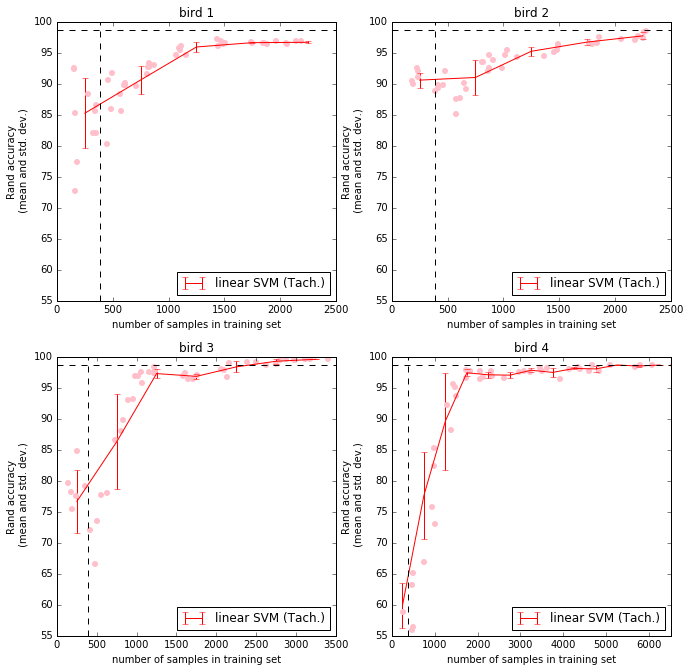 bird 1
100
95
90
85
80
75
70
65
60
55
Rand accuracy
(mean and std. dev.)
linear SVM (Tach.)
0 500 1000 1500 2000 2500
number of samples in training set
bird 2
100
95
90
85
80
75
70
65
60
55
Rand accuracy
(mean and std. dev.)
linear SVM (Tach.)
0 500 1000 1500 2000 2500
number of samples in training set
bird 3
100
95
90
85
80
75
70
65
60
55
Rand accuracy
(mean and std. dev.)
linear SVM (Tach.)
0 500 1000 1500 2000 2500 3000 3500
number of samples in training set
bird 4
100
95
90
85
80
75
70
65
60
55
Rand accuracy
(mean and std. dev.)
linear SVM (Tach.)
0 1000 2000 3000 4000 5000 6000
number of samples in training set